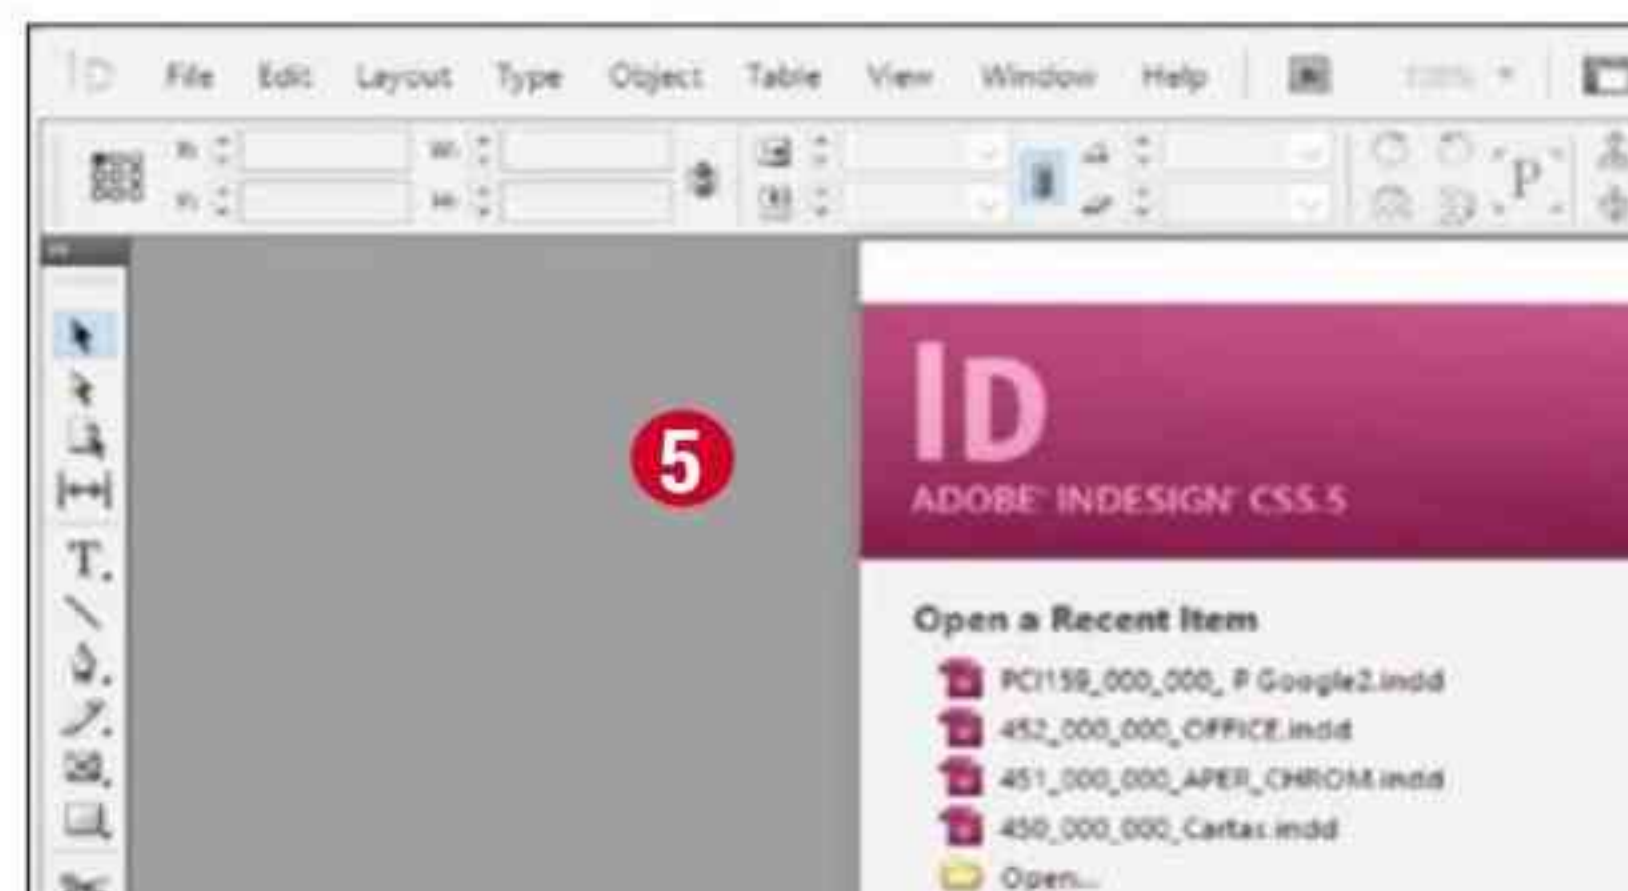 ID File Edit Layout Type Object Table View Window Help
X:
W:
Y:
H:
P
5
ID
ADOBE® INDESIGN® CS5.5
Open a Recent Item
PCI159_000_000_ P Google2.indd
452_000_000_OFFICE.indd
451_000_000_APER_CHROM.indd
450_000_000_Cartas.indd
Open...